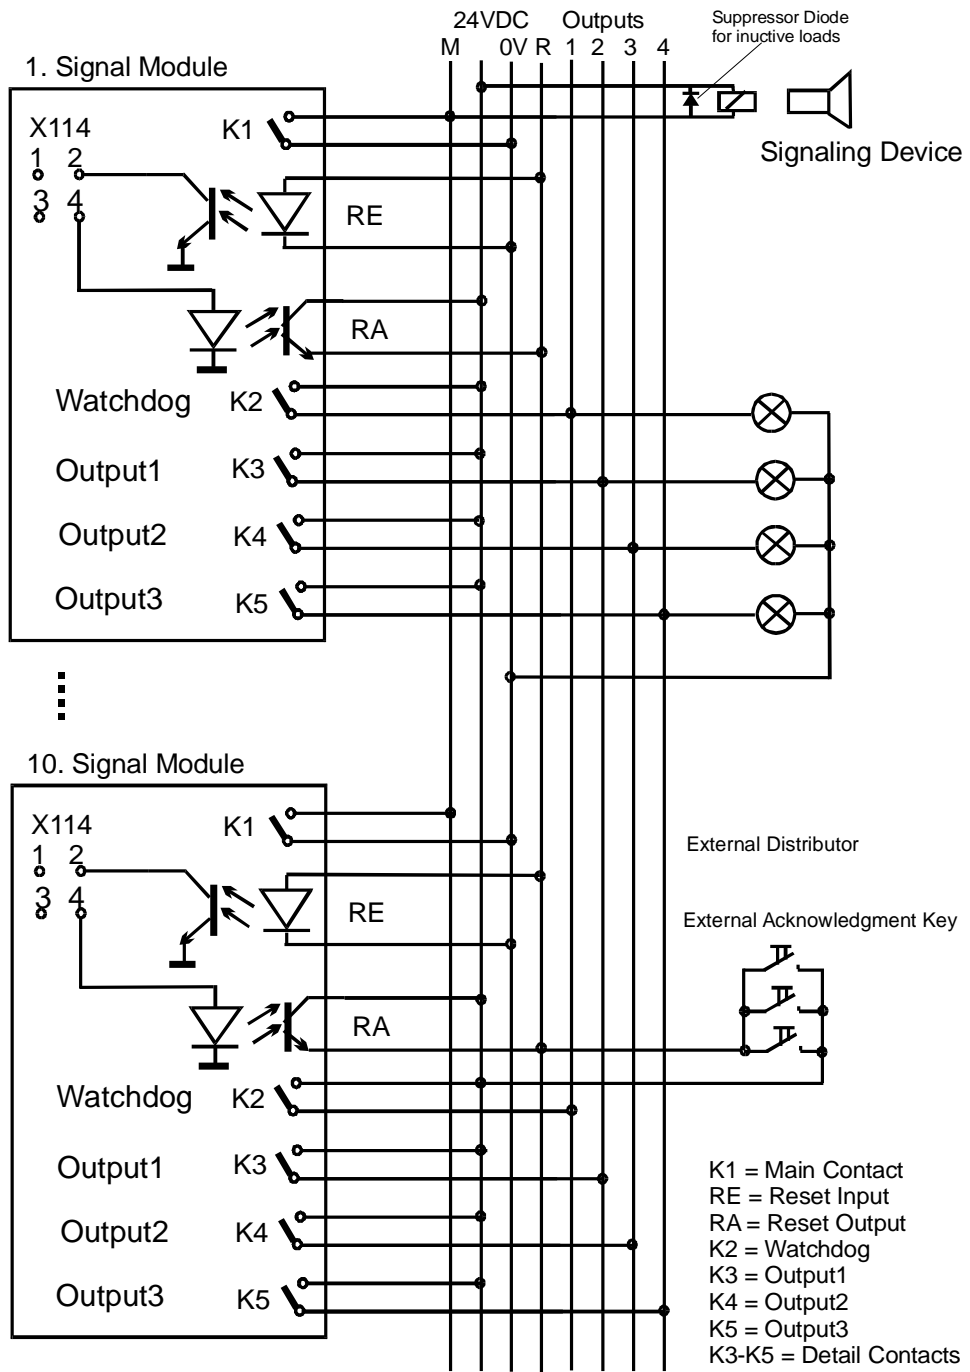 24VDC Outputs
M 0V R 1 2 3 4
Suppressor Diode
for inuctive loads
Signaling Device
1. Signal Module
X114
1 2
3 4
K1
RE
RA
Watchdog K2
Output1 K3
Output2 K4
Output3 K5
10. Signal Module
X114
1 2
3 4
K1
RE
RA
Watchdog K2
Output1 K3
Output2 K4
Output3 K5
External Distributor
External Acknowledgment Key
K1 = Main Contact
RE = Reset Input
RA = Reset Output
K2 = Watchdog
K3 = Output1
K4 = Output2
K5 = Output3
K3-K5 = Detail Contacts